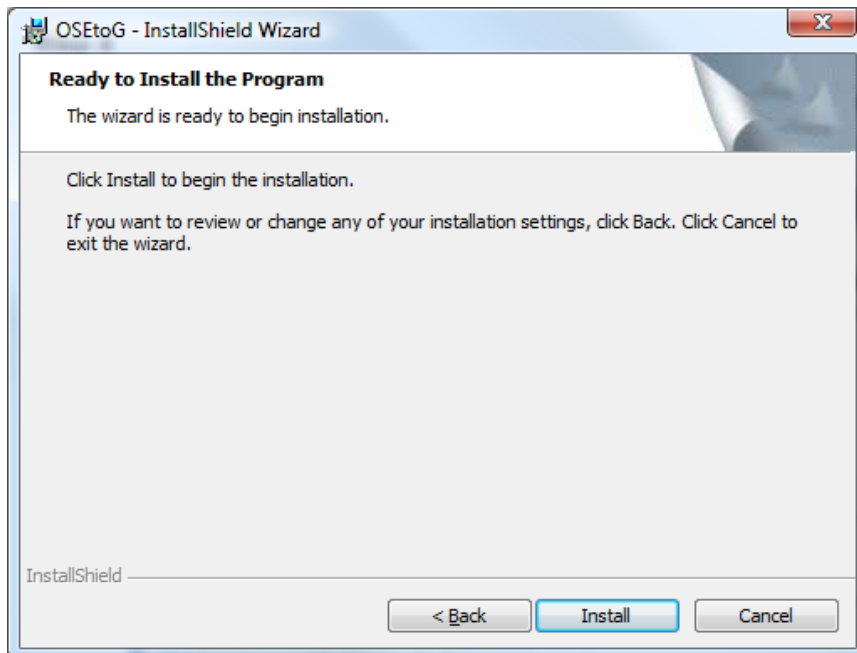 OSEtoG - InstallShield Wizard
Ready to Install the Program
The wizard is ready to begin installation.
Click Install to begin the installation.
If you want to review or change any of your installation settings, click Back. Click Cancel to
exit the wizard.
InstallShield
< Back
Install
Cancel